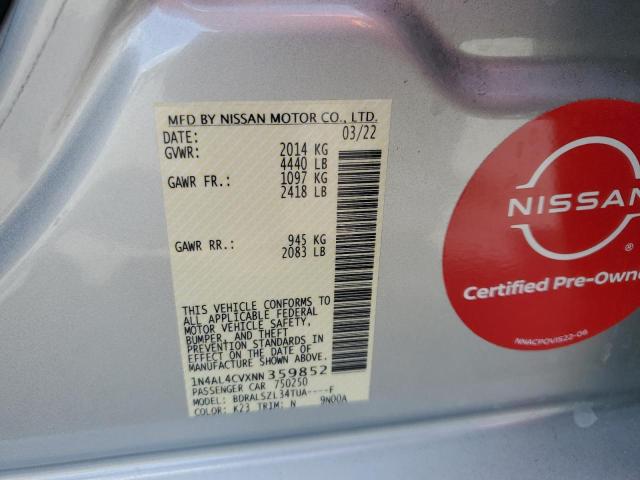 MFD BY NISSAN MOTOR CO., LTD.
DATE: 03/22
GVWR: 2014 KG
4440 LB
GAWR FR.: 1097 KG
2418 LB
GAWR RR.: 945 KG
2083 LB
THIS VEHICLE CONFORMS TO
ALL APPLICABLE FEDERAL
MOTOR VEHICLE SAFETY,
BUMPER, AND THEFT
PREVENTION STANDARDS IN
EFFECT ON THE DATE OF
MANUFACTURE SHOWN ABOVE.
1N4AL4CVXNN359852
PASSENGER CAR 750250
MODEL: BDRALSZL34TUA----F
COLOR: K23 TRIM: N 9N00A
NISSAN
®
Certified Pre-Owne
NNACPOV1522-06